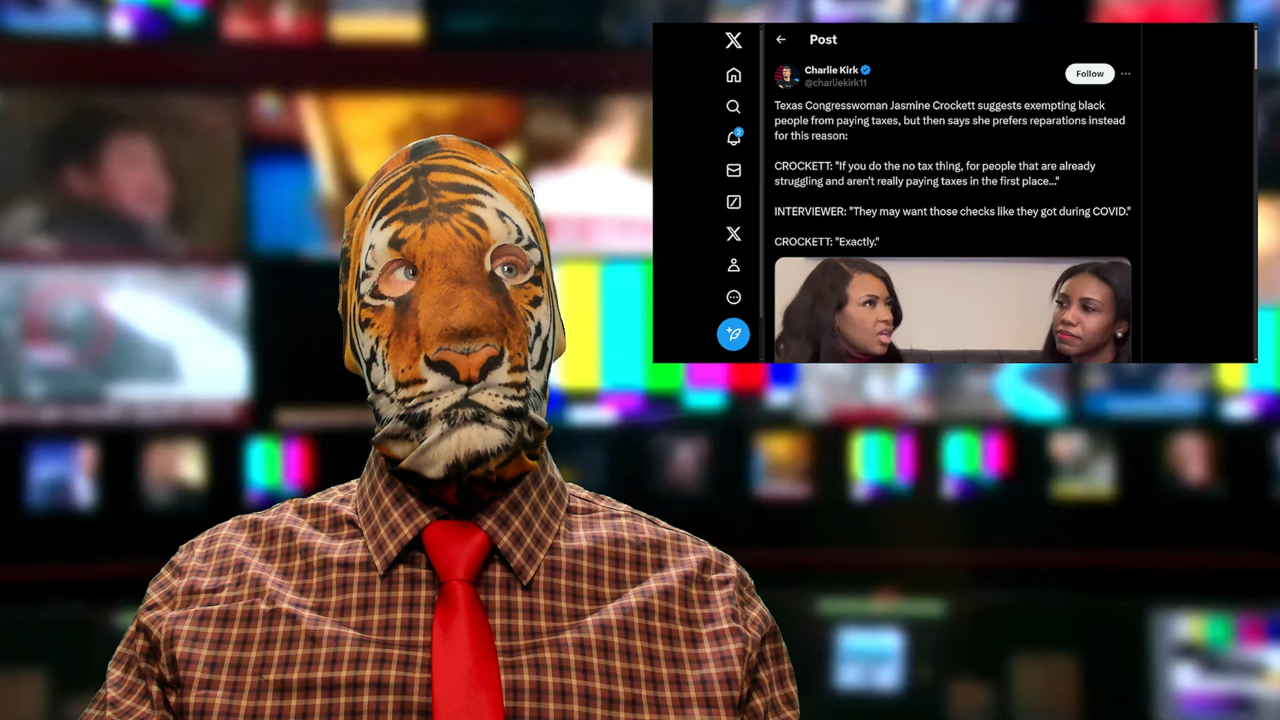 Post
Charlie Kirk
@charliekirk11
Follow
Texas Congresswoman Jasmine Crockett suggests exempting black
people from paying taxes, but then says she prefers reparations instead
for this reason:
CROCKETT: "If you do the no tax thing, for people that are already
struggling and aren't really paying taxes in the first place..."
INTERVIEWER: "They may want those checks like they got during COVID."
CROCKETT: "Exactly."
2